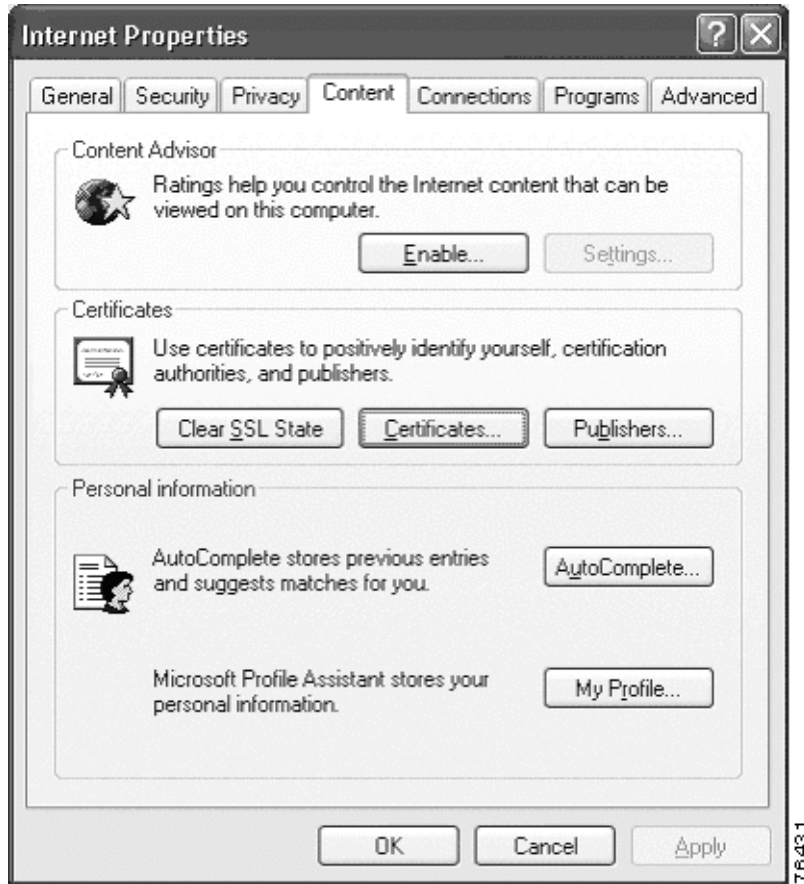 Internet Properties
General Security Privacy Content Connections Programs Advanced
Content Advisor
Ratings help you control the Internet content that can be
viewed on this computer.
Enable... Settings...
Certificates
Use certificates to positively identify yourself, certification
authorities, and publishers.
Clear SSL State Certificates... Publishers...
Personal information
AutoComplete stores previous entries
and suggests matches for you.
AutoComplete...
Microsoft Profile Assistant stores your
personal information.
My Profile...
OK Cancel Apply
76431